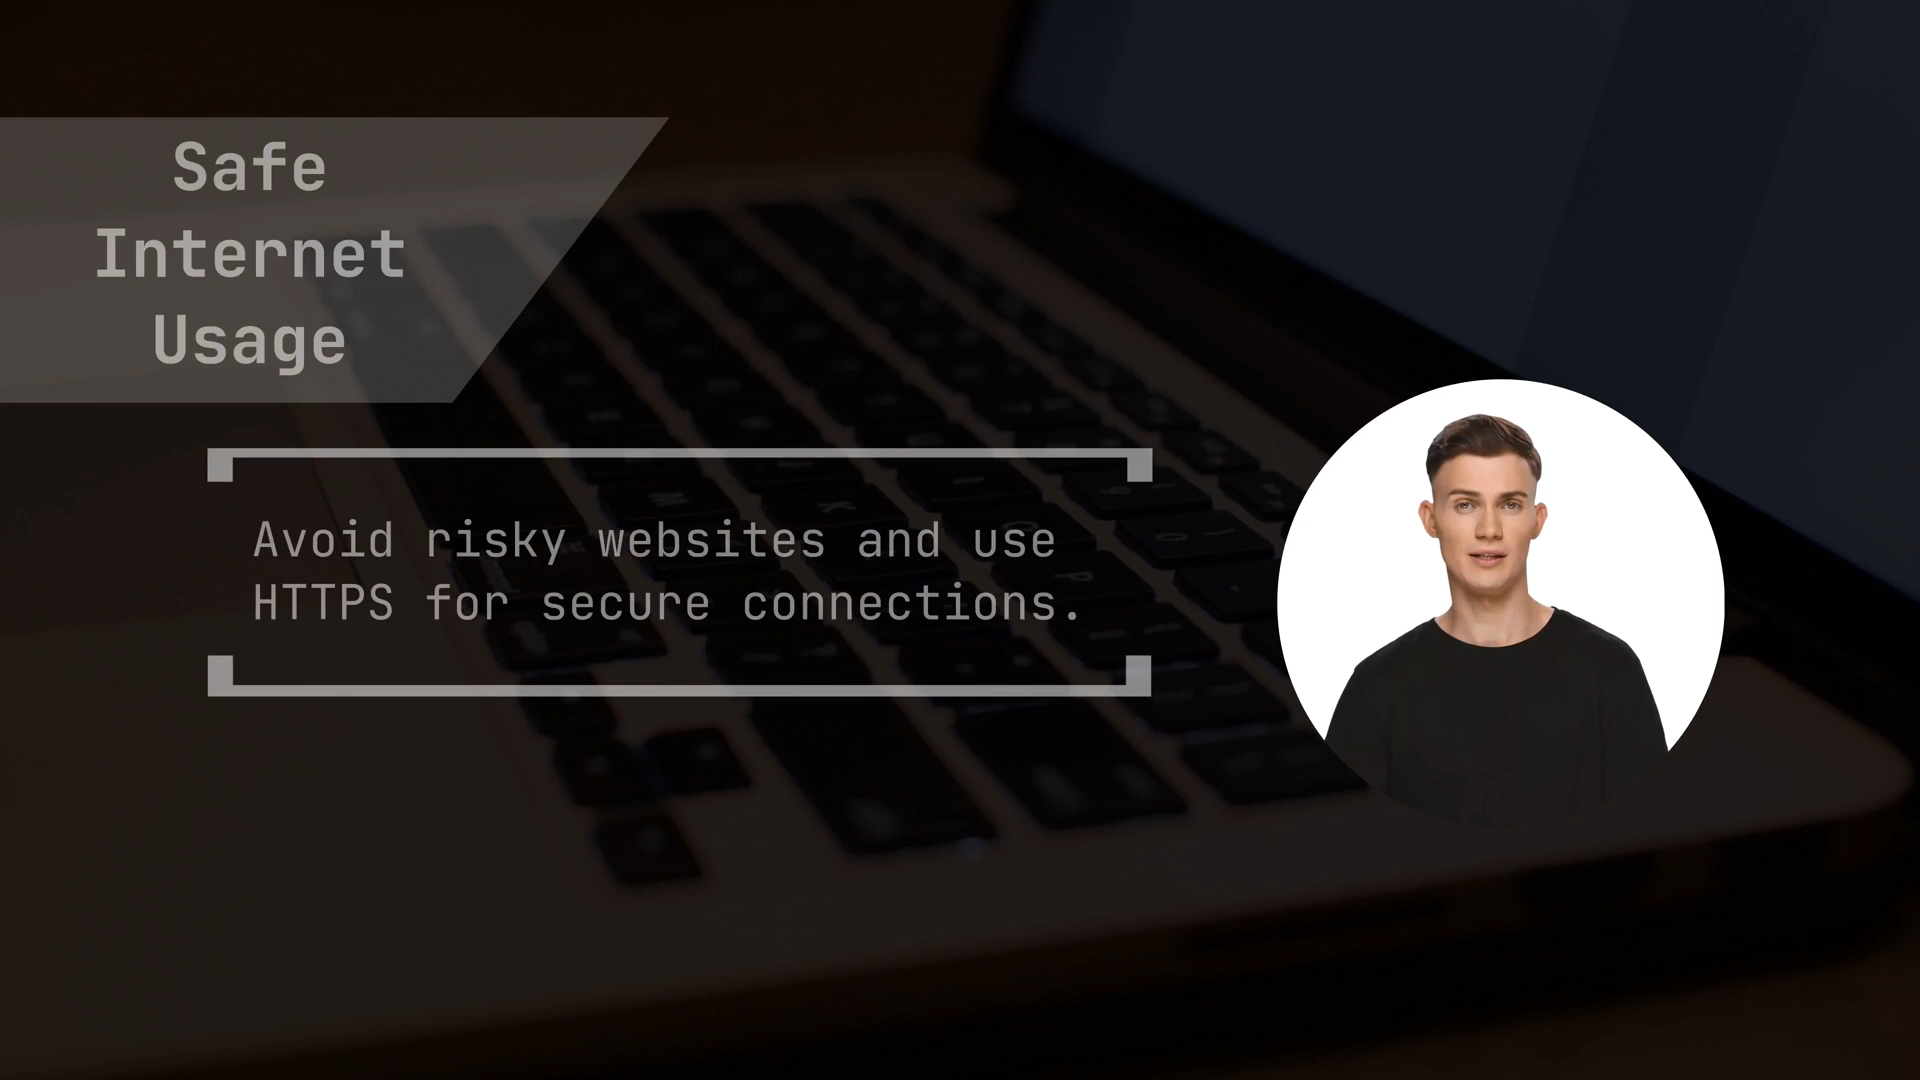 Safe
Internet
Usage
Avoid risky websites and use
HTTPS for secure connections.